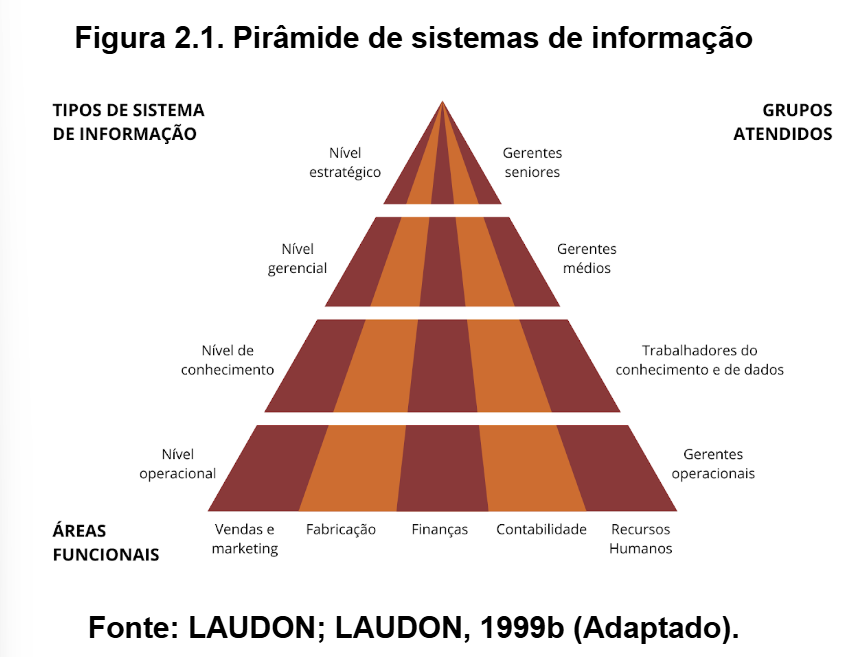 Figura 2.1. Pirâmide de sistemas de informação
TIPOS DE SISTEMA
DE INFORMAÇÃO
GRUPOS
ATENDIDOS
Nível
estratégico
Gerentes
seniores
Nível
gerencial
Gerentes
médios
Nível de
conhecimento
Trabalhadores do
conhecimento e de dados
Nível
operacional
Gerentes
operacionais
ÁREAS
FUNCIONAIS
Vendas e
marketing
Fabricação
Finanças
Contabilidade
Recursos
Humanos
Fonte: LAUDON; LAUDON, 1999b (Adaptado).